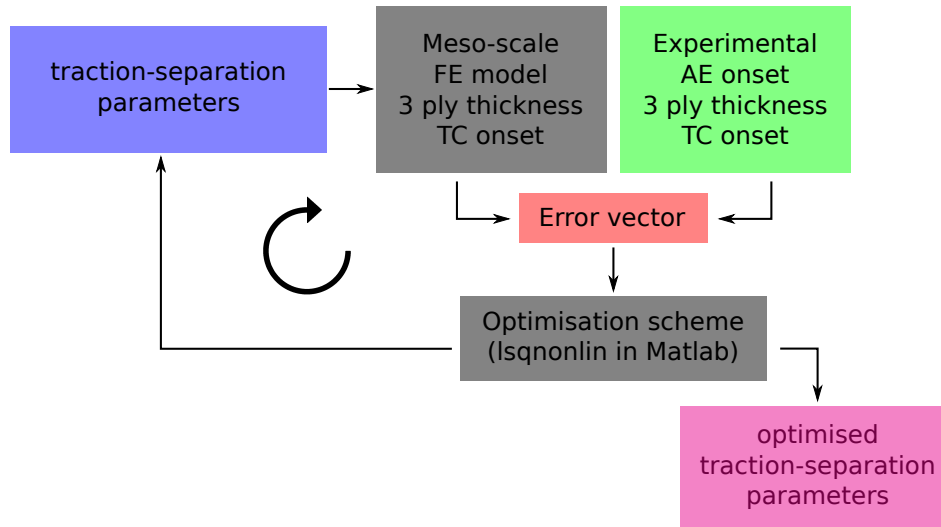 traction-separation
parameters
Meso-scale
FE model
3 ply thickness
TC onset
Experimental
AE onset
3 ply thickness
TC onset
Error vector
Optimisation scheme
(lsqnonlin in Matlab)
optimised
traction-separation
parameters